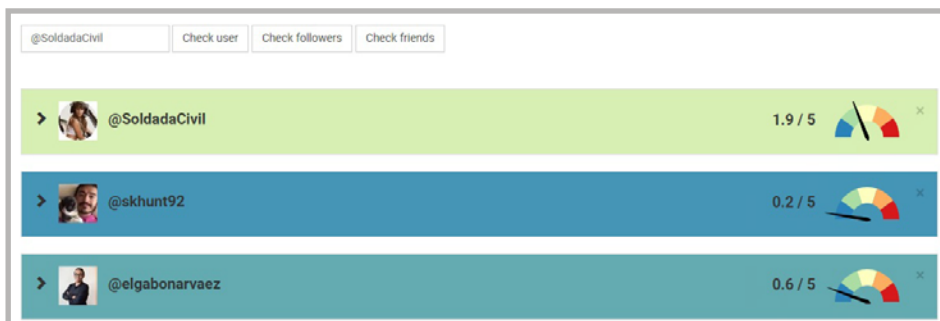 @SoldadaCivil Check user Check followers Check friends
@SoldadaCivil 1.9 / 5 ×
@skhunt92 0.2 / 5 ×
@elgabonarvaez 0.6 / 5 ×